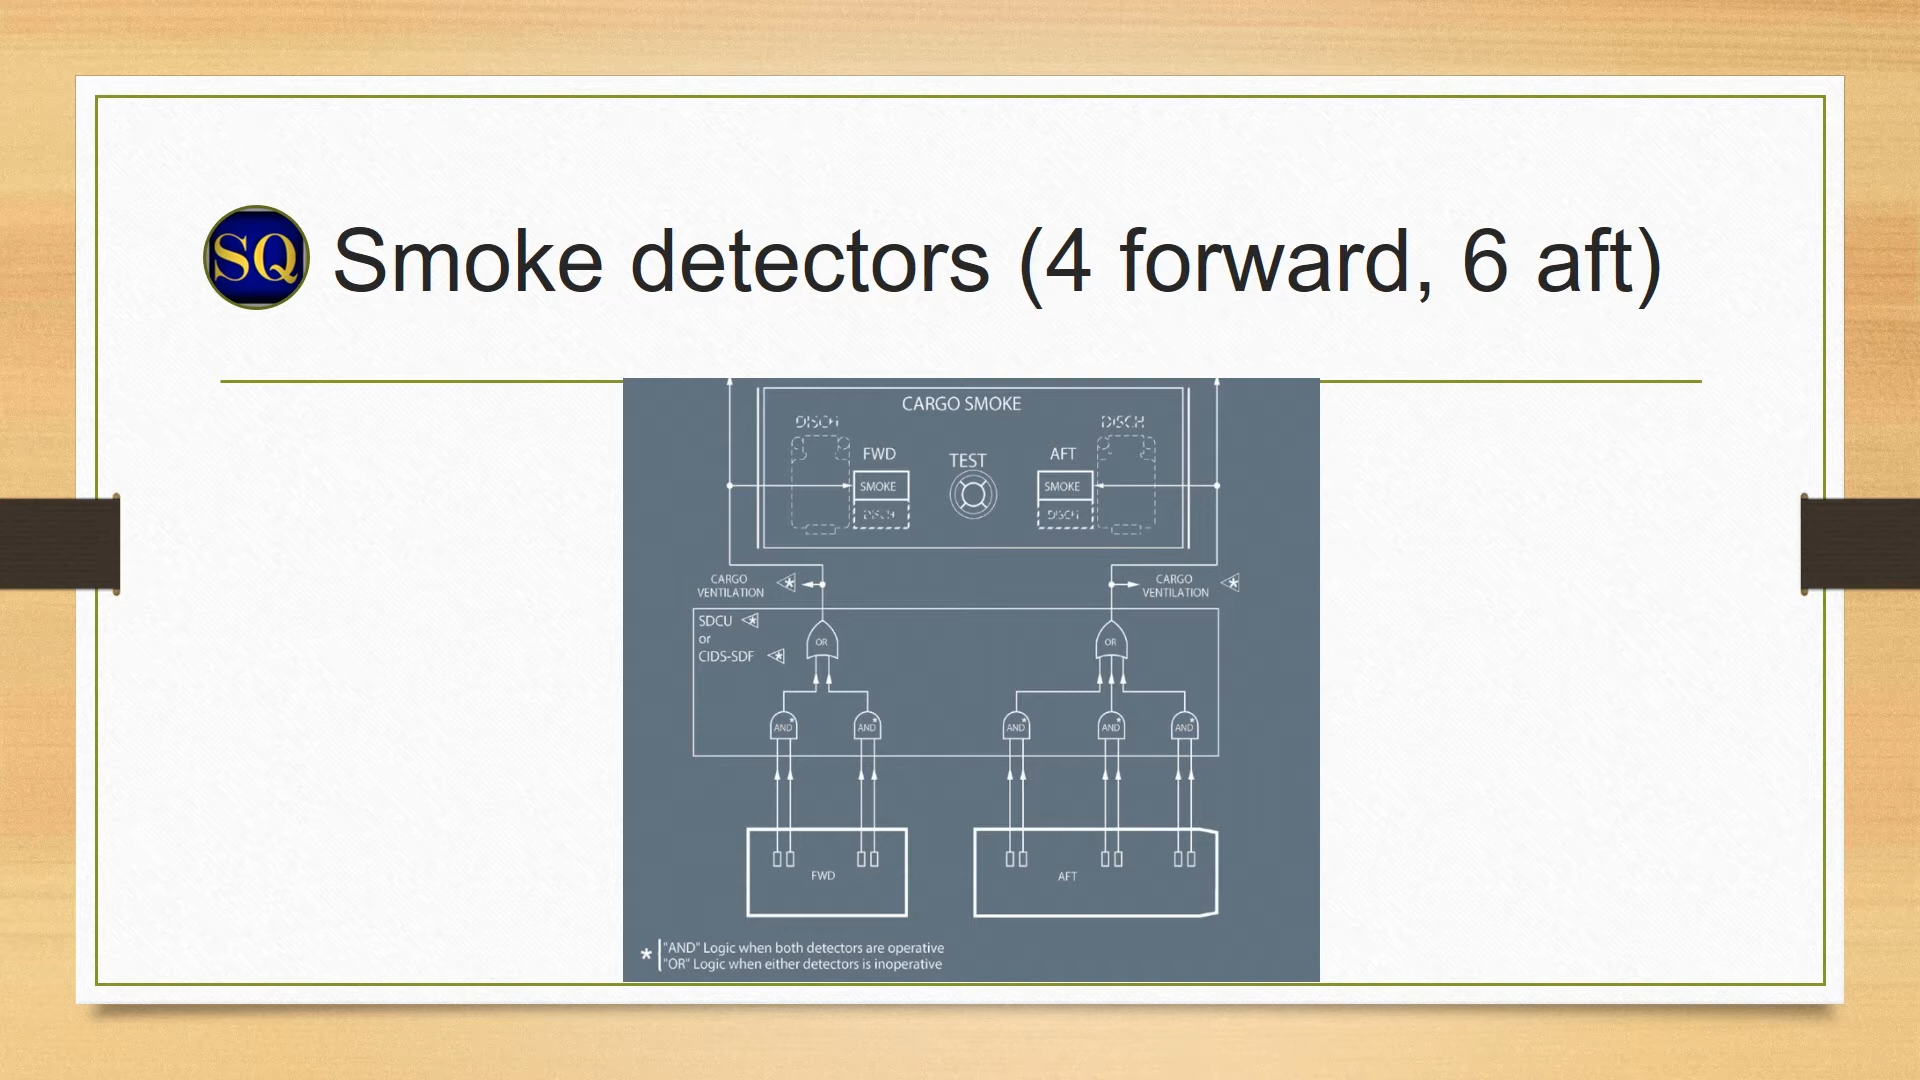 SQ
Smoke detectors (4 forward, 6 aft)
CARGO SMOKE
DISCH
DISCH
FWD
TEST
AFT
SMOKE
SMOKE
DISCH
DISCH
CARGO
VENTILATION
CARGO
VENTILATION
SDCU
or
CIDS-SDF
OR
OR
AND*
AND*
AND*
AND*
AND*
FWD
AFT
* "AND" Logic when both detectors are operative
"OR" Logic when either detectors is inoperative